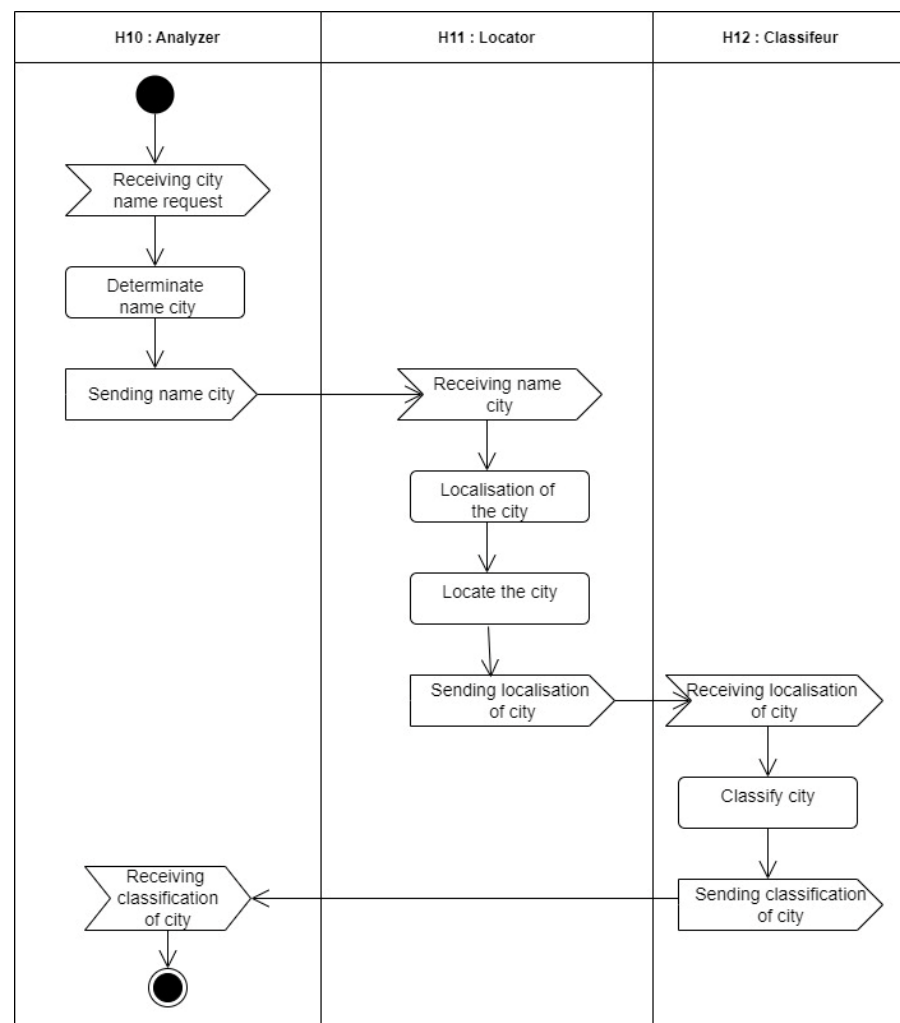 H10 : Analyzer
H11 : Locator
H12 : Classifeur
Receiving city
name request
Determinate
name city
Sending name city
Receiving name
city
Localisation of
the city
Locate the city
Sending localisation
of city
Receiving localisation
of city
Classify city
Sending classification
of city
Receiving
classification
of city